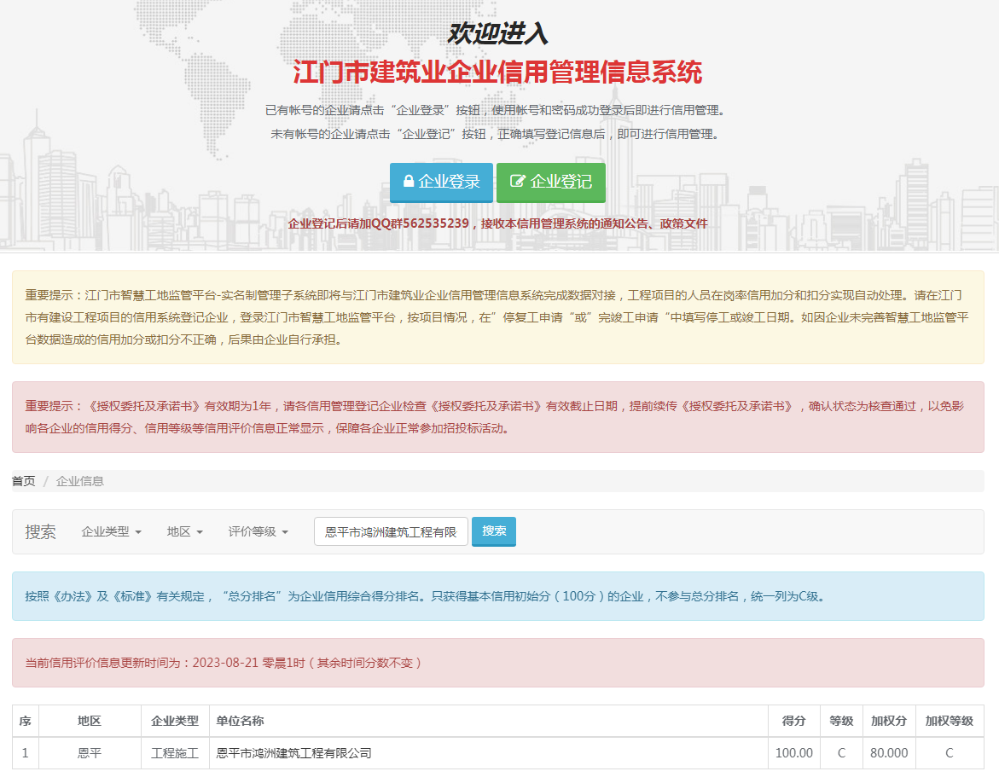 欢迎进入
江门市建筑业企业信用管理信息系统
已有帐号的企业请点击“企业登录”按钮，使用帐号和密码成功登录后即进行信用管理。
未有帐号的企业请点击“企业登记”按钮，正确填写登记信息后，即可进行信用管理。
企业登录 企业登记
企业登记后请加QQ群562535239，接收本信用管理系统的通知公告、政策文件
重要提示：江门市智慧工地监管平台-实名制管理子系统即将与江门市建筑业企业信用管理信息系统完成数据对接，工程项目的人员在岗率信用加分和扣分实现自动处理。请在江门
市有建设工程项目的信用系统登记企业，登录江门市智慧工地监管平台，按项目情况，在”停复工申请“或”完竣工申请“中填写停工或竣工日期。如因企业未完善智慧工地监管平
台数据造成的信用加分或扣分不正确，后果由企业自行承担。
重要提示：《授权委托及承诺书》有效期为1年，请各信用管理登记企业检查《授权委托及承诺书》有效截止日期，提前续传《授权委托及承诺书》，确认状态为核查通过，以免影
响各企业的信用得分、信用等级等信用评价信息正常显示，保障各企业正常参加招投标活动。
首页 / 企业信息
搜索 企业类型 地区 评价等级 恩平市鸿洲建筑工程有限 搜索
按照《办法》及《标准》有关规定，“总分排名”为企业信用综合得分排名。只获得基本信用初始分（100分）的企业，不参与总分排名，统一列为C级。
当前信用评价信息更新时间为：2023-08-21 零晨1时（其余时间分数不变）
序 地区 企业类型 单位名称 得分 等级 加权分 加权等级
1 恩平 工程施工 恩平市鸿洲建筑工程有限公司 100.00 C 80.000 C